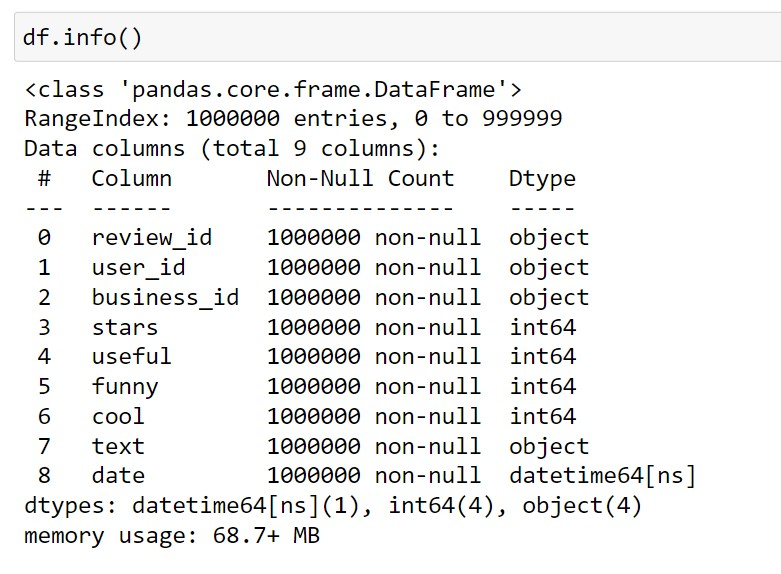 df.info()
<class 'pandas.core.frame.DataFrame'>
RangeIndex: 1000000 entries, 0 to 999999
Data columns (total 9 columns):
 #   Column       Non-Null Count    Dtype
---  ------       --------------    -----
 0   review_id    1000000 non-null  object
 1   user_id      1000000 non-null  object
 2   business_id  1000000 non-null  object
 3   stars        1000000 non-null  int64
 4   useful       1000000 non-null  int64
 5   funny        1000000 non-null  int64
 6   cool         1000000 non-null  int64
 7   text         1000000 non-null  object
 8   date         1000000 non-null  datetime64[ns]
dtypes: datetime64[ns](1), int64(4), object(4)
memory usage: 68.7+ MB